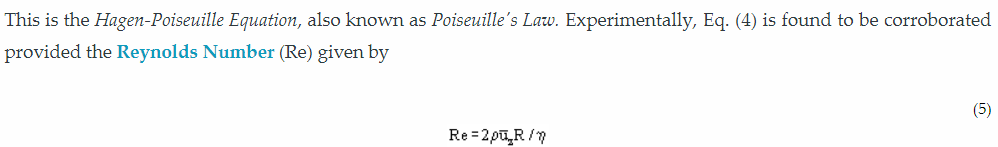 This is the Hagen-Poiseuille Equation, also known as Poiseuille's Law. Experimentally, Eq. (4) is found to be corroborated
provided the Reynolds Number (Re) given by
(5)
Re = 2ρū_zR / η